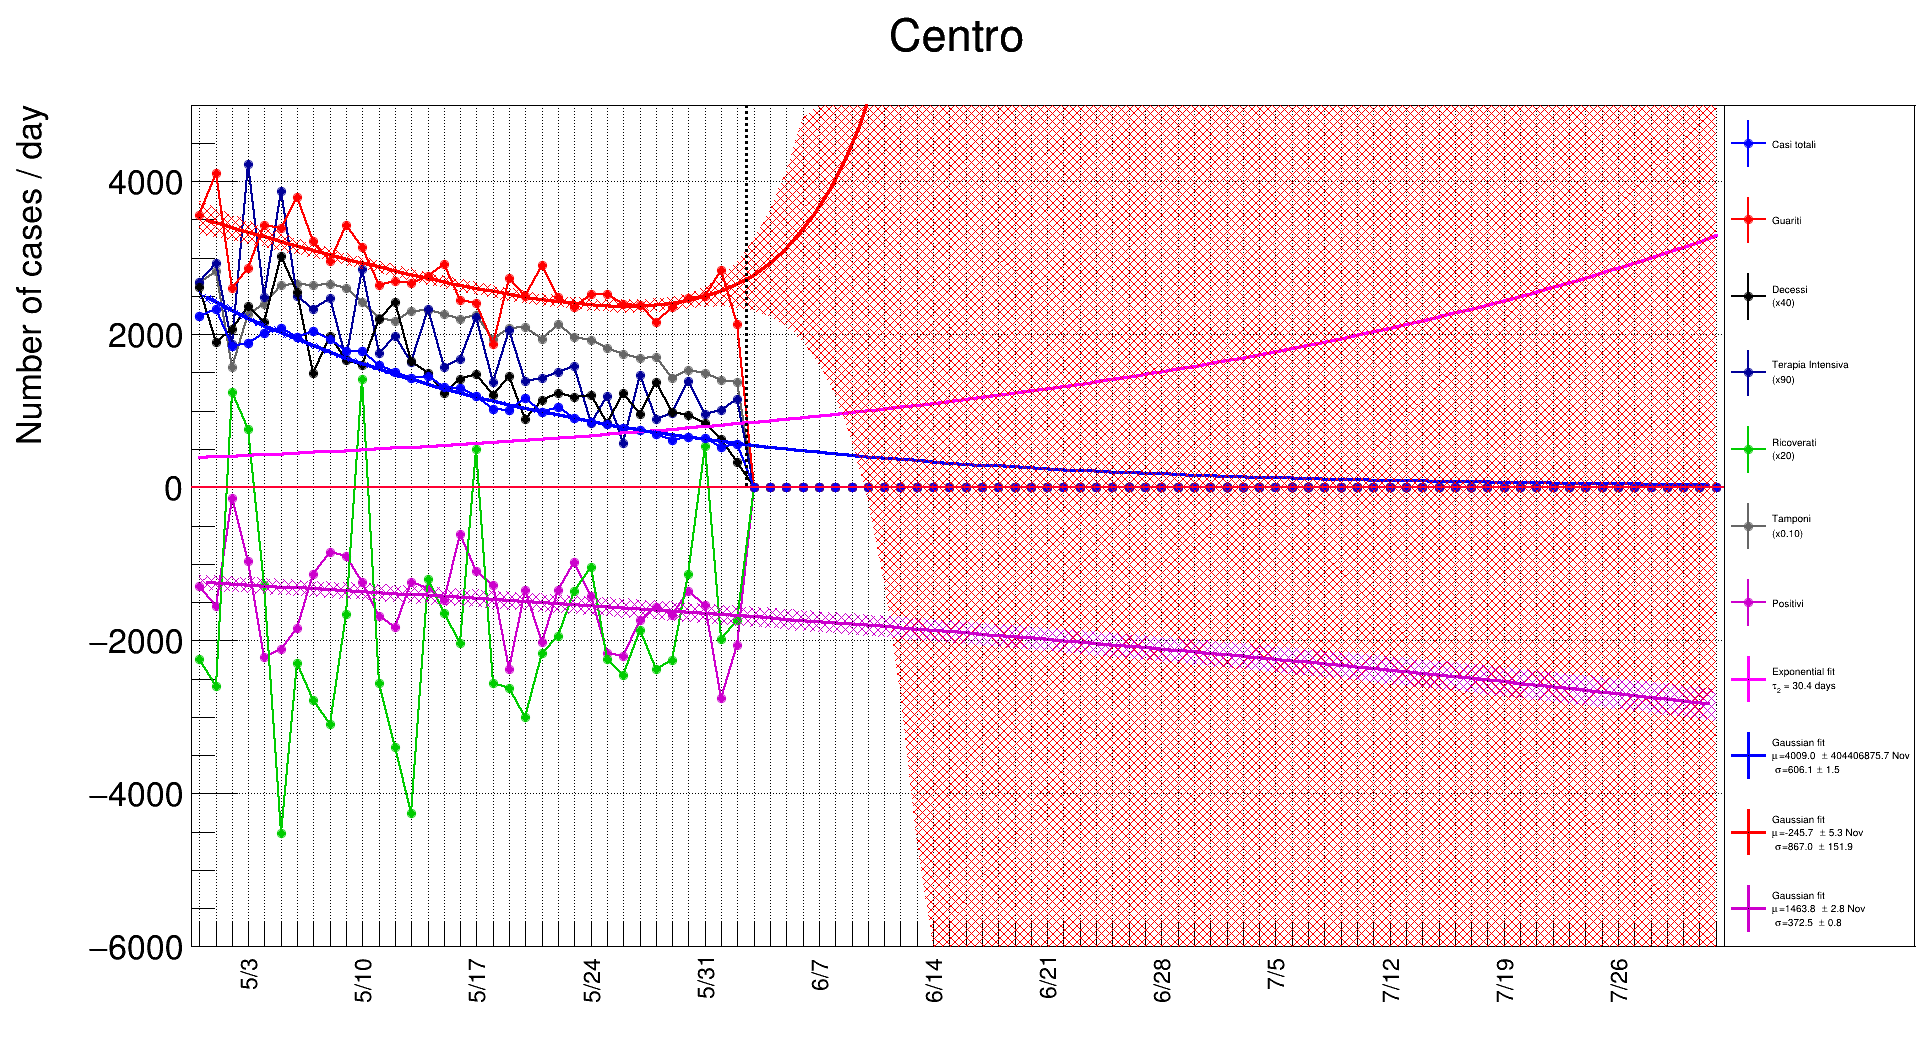 Centro
Number of cases / day
4000
2000
0
−2000
−4000
−6000
5/3
5/10
5/17
5/24
5/31
6/7
6/14
6/21
6/28
7/5
7/12
7/19
7/26
Casi totali
Guariti
Decessi
(x40)
Terapia Intensiva
(x90)
Ricoverati
(x20)
Tamponi
(x0.10)
Positivi
Exponential fit
τ2 = 30.4 days
Gaussian fit
μ=4009.0 ± 404406875.7 Nov
σ=606.1 ± 1.5
Gaussian fit
μ=-245.7 ± 5.3 Nov
σ=867.0 ± 151.9
Gaussian fit
μ=1463.8 ± 2.8 Nov
σ=372.5 ± 0.8